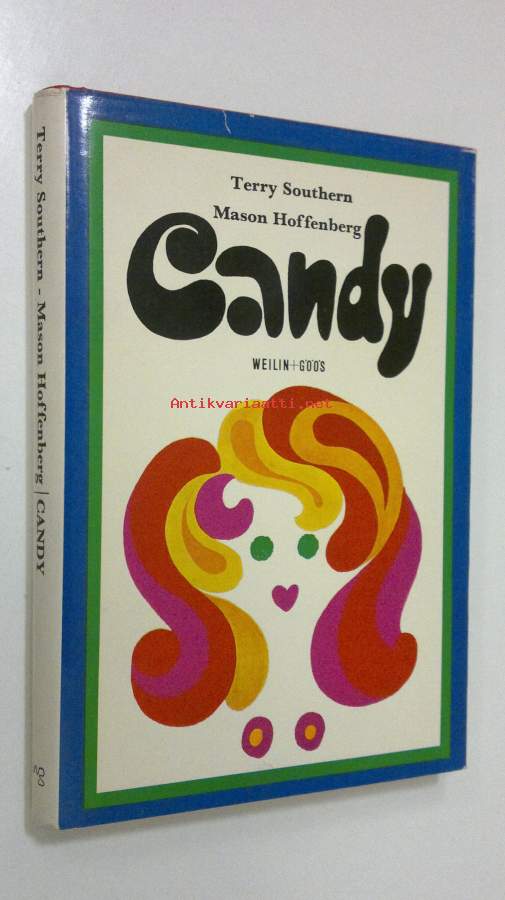 Terry Southern
Mason Hoffenberg
Candy
WEILIN+GÖÖS
Antikvariaatti.net
Terry Southern - Mason Hoffenberg | CANDY